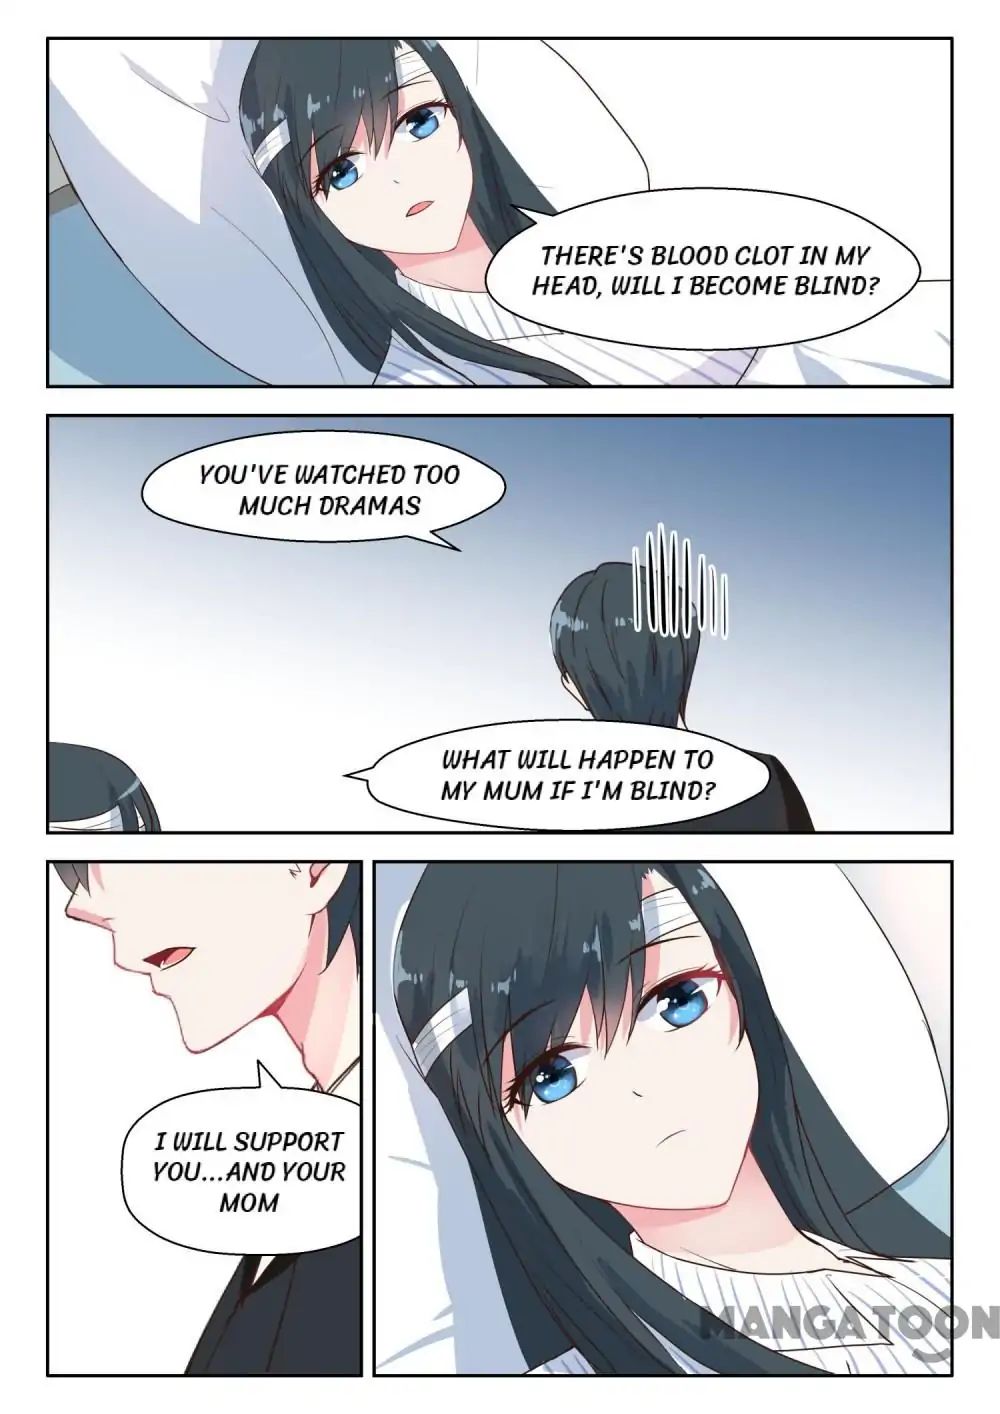 THERE'S BLOOD CLOT IN MY
HEAD, WILL I BECOME BLIND?
YOU'VE WATCHED TOO
MUCH DRAMAS
WHAT WILL HAPPEN TO
MY MUM IF I'M BLIND?
I WILL SUPPORT
YOU...AND YOUR
MOM
MANGATOON